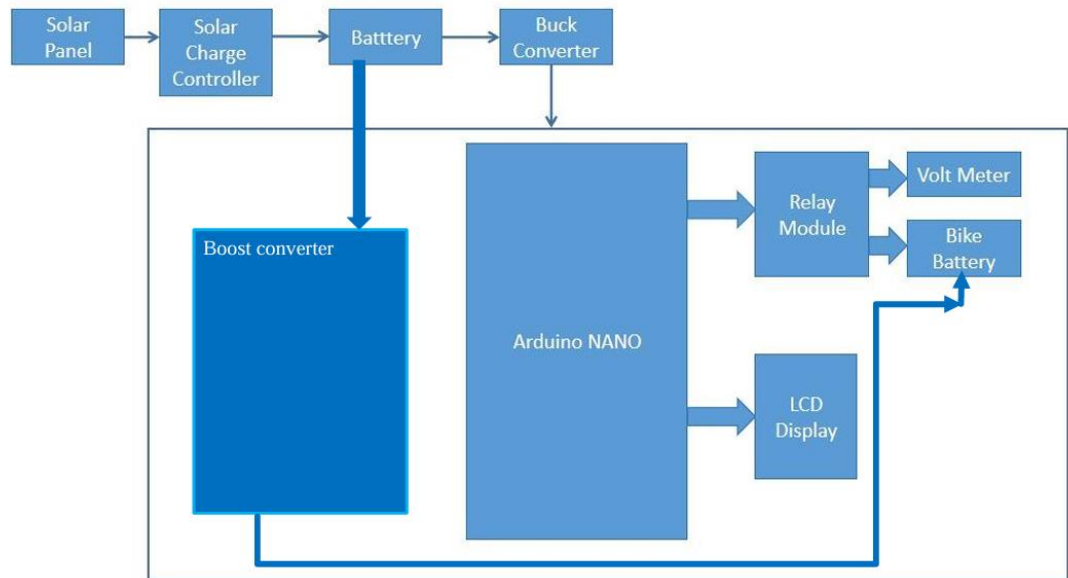 Solar
Panel
Solar
Charge
Controller
Batttery
Buck
Converter
Boost converter
Arduino NANO
Relay
Module
Volt Meter
Bike
Battery
LCD
Display